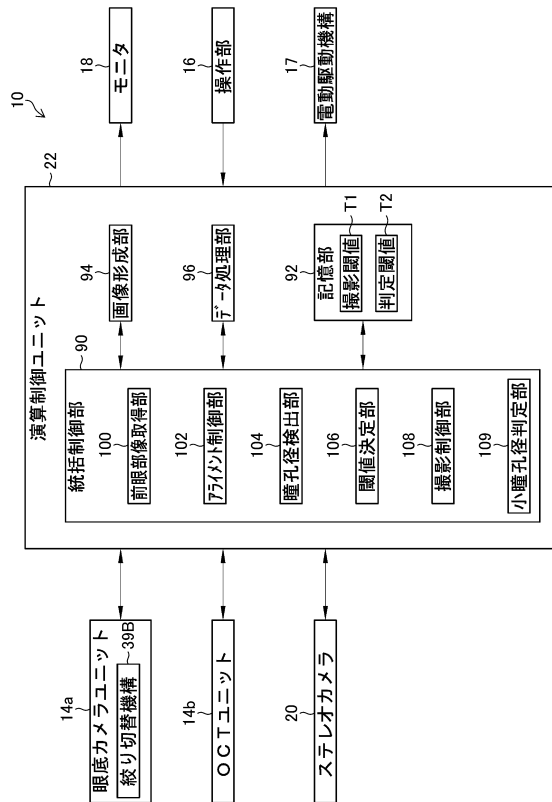 10
22
演算制御ユニット
14a
眼底カメラユニット
39B
絞り切替機構
14b
OCTユニット
20
ステレオカメラ
90
統括制御部
100
前眼部像取得部
102
アライメント制御部
104
瞳孔径検出部
106
閾値決定部
108
撮影制御部
109
小瞳孔径判定部
94
画像形成部
96
データ処理部
92
記憶部
T1
撮影閾値
T2
判定閾値
18
モニタ
16
操作部
17
電動駆動機構